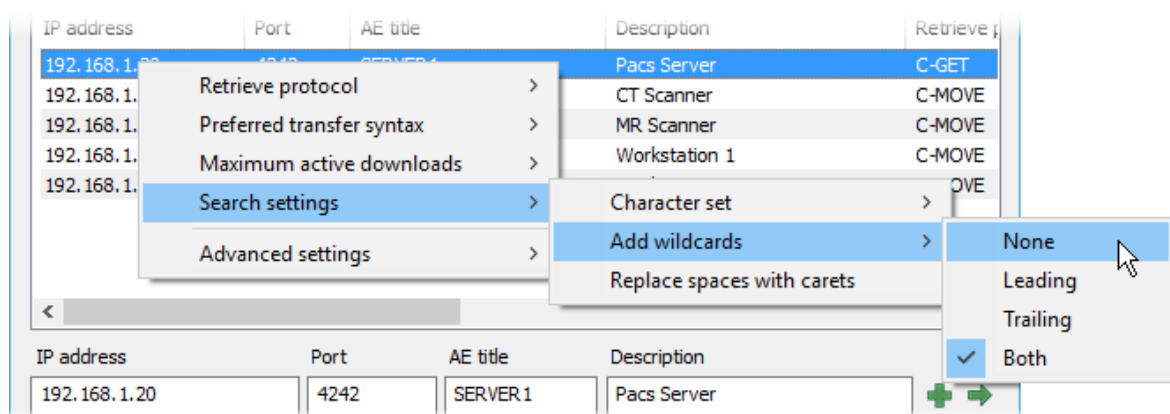 IP address Port AE title Description Retrieve
192.168.1. Pacs Server C-GET
192.168.1. CT Scanner C-MOVE
192.168.1. MR Scanner C-MOVE
192.168.1. Workstation 1 C-MOVE
192.168.1.
Retrieve protocol
Preferred transfer syntax
Maximum active downloads
Search settings
Advanced settings
Character set
Add wildcards
Replace spaces with carets
None
Leading
Trailing
Both
IP address Port AE title Description
192.168.1.20 4242 SERVER1 Pacs Server